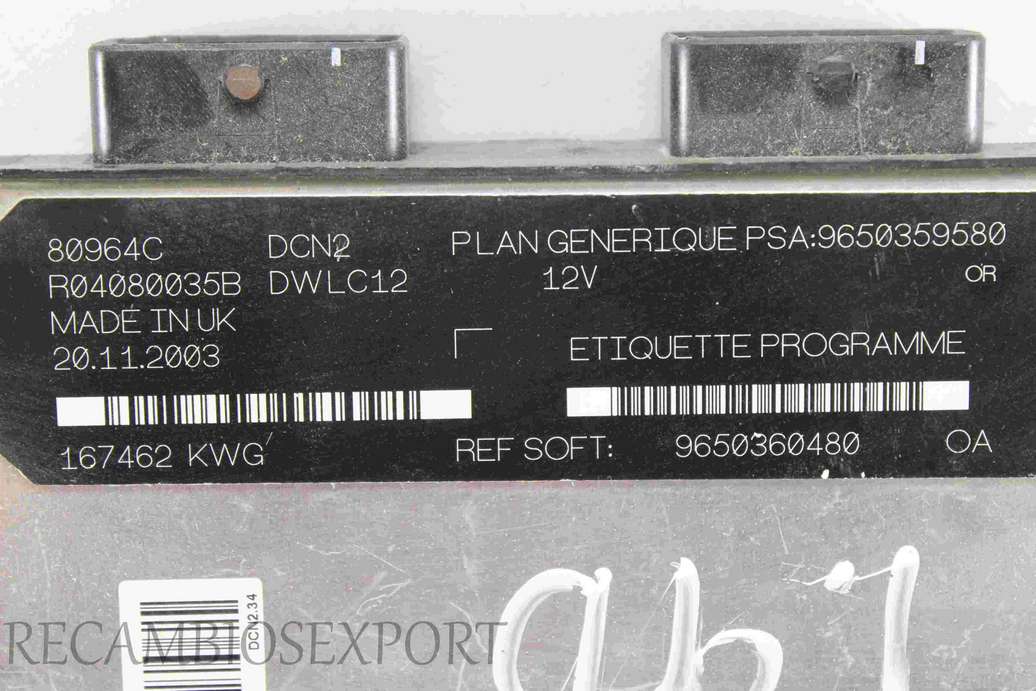 80964C DCN2 PLAN GENERIQUE PSA:9650359580
R04080035B DWLC12 12V OR
MADE IN UK
20.11.2003 ETIQUETTE PROGRAMME
167462 KWG REF SOFT: 9650360480 OA
DCN2.34
RECAMBIOSEXPORT